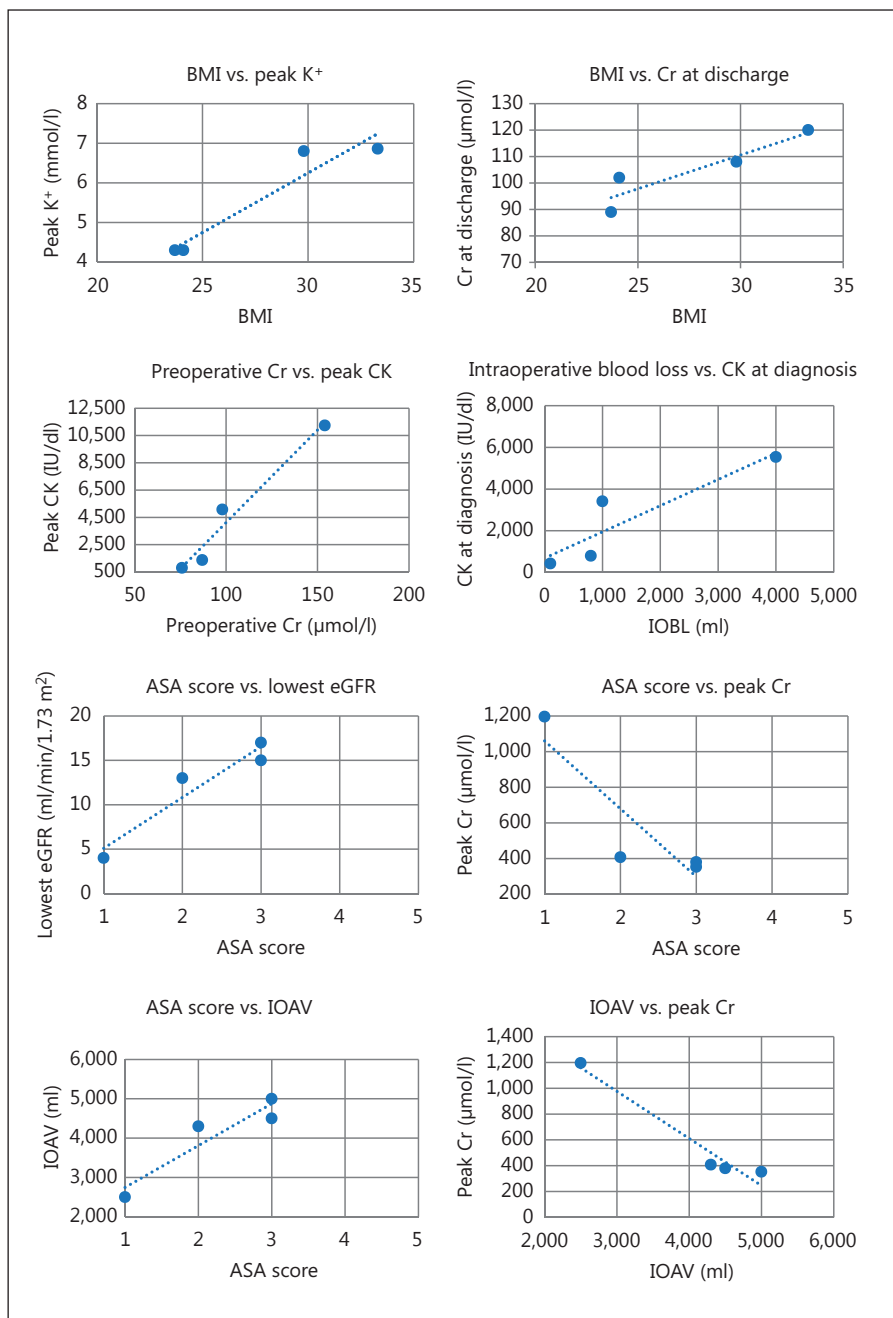 BMI vs. peak K⁺
Peak K⁺ (mmol/l)
8
7
6
5
4
20 25 30 35
BMI
BMI vs. Cr at discharge
Cr at discharge (µmol/l)
130
120
110
100
90
80
70
20 25 30 35
BMI
Preoperative Cr vs. peak CK
Peak CK (IU/dl)
12,500
10,500
8,500
6,500
4,500
2,500
500
50 100 150 200
Preoperative Cr (µmol/l)
Intraoperative blood loss vs. CK at diagnosis
CK at diagnosis (IU/dl)
8,000
6,000
4,000
2,000
0
0 1,000 2,000 3,000 4,000 5,000
IOBL (ml)
ASA score vs. lowest eGFR
Lowest eGFR (ml/min/1.73 m²)
20
15
10
5
0
1 2 3 4 5
ASA score
ASA score vs. peak Cr
Peak Cr (µmol/l)
1,200
1,000
800
600
400
200
1 2 3 4 5
ASA score
ASA score vs. IOAV
IOAV (ml)
6,000
5,000
4,000
3,000
2,000
1 2 3 4 5
ASA score
IOAV vs. peak Cr
Peak Cr (µmol/l)
1,400
1,200
1,000
800
600
400
200
0
2,000 3,000 4,000 5,000 6,000
IOAV (ml)